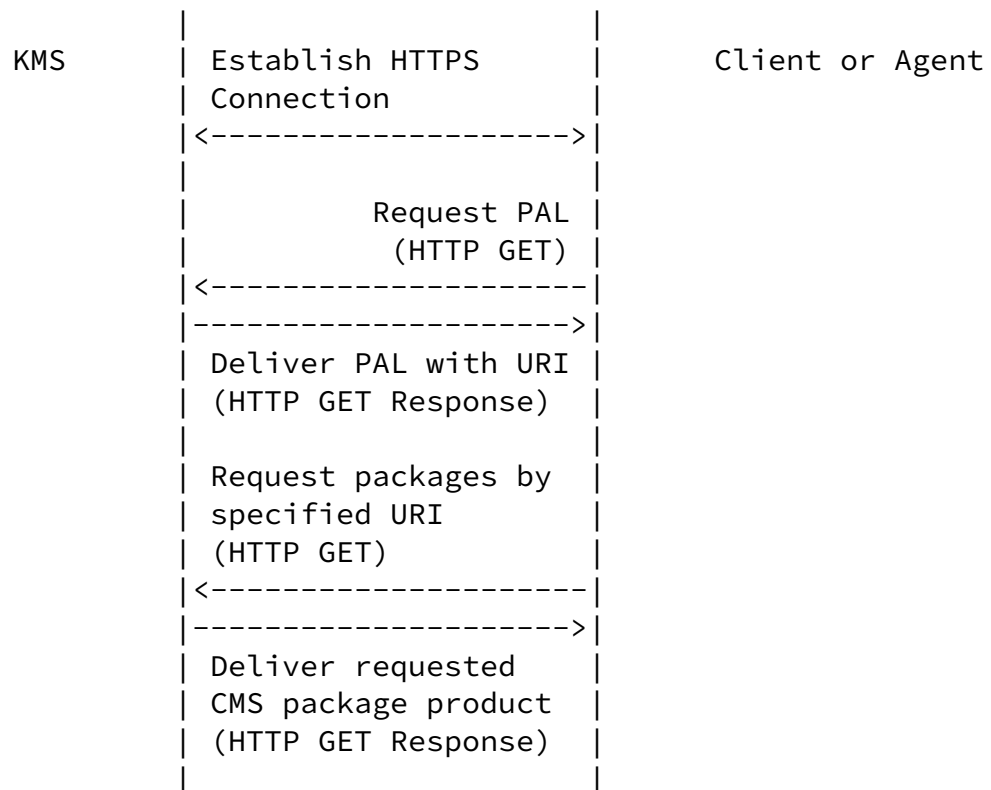 |                      |
KMS         | Establish HTTPS      |      Client or Agent
            | Connection           |
            |<-------------------->|
            |                      |
            |          Request PAL |
            |           (HTTP GET) |
            |<---------------------|
            |--------------------->|
            | Deliver PAL with URI |
            | (HTTP GET Response)  |
            |                      |
            | Request packages by  |
            | specified URI        |
            | (HTTP GET)           |
            |<---------------------|
            |--------------------->|
            | Deliver requested    |
            | CMS package product  |
            | (HTTP GET Response)  |
            |                      |